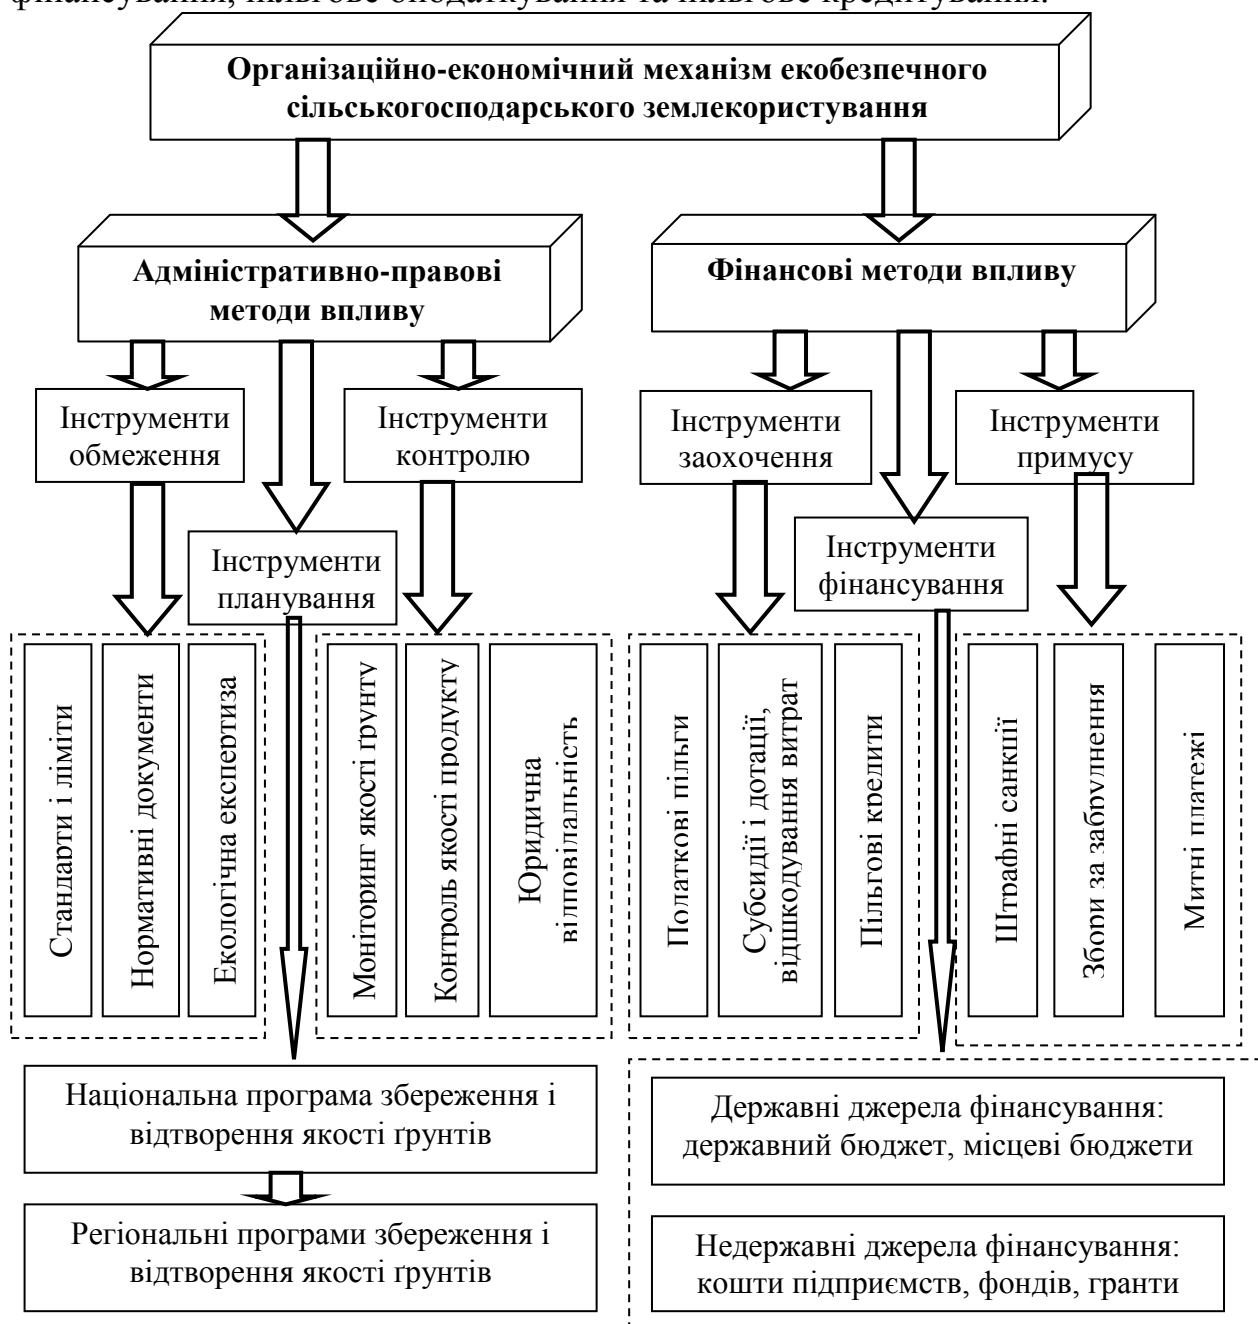 фінансування, пільгове оподаткування та пільгове кредитування.
Організаційно-економічний механізм екобезпечного
сільськогосподарського землекористування
Адміністративно-правові
методи впливу
Фінансові методи впливу
Інструменти
обмеження
Інструменти
контролю
Інструменти
заохочення
Інструменти
примусу
Інструменти
планування
Інструменти
фінансування
Стандарти і ліміти
Нормативні документи
Екологічна експертиза
Моніторинг якості ґрунту
Контроль якості продукту
Юридична
відповідальність
Податкові пільги
Субсидії і дотації,
відшкодування витрат
Пільгові кредити
Штрафні санкції
Збори за забруднення
Митні платежі
Національна програма збереження і
відтворення якості ґрунтів
Регіональні програми збереження і
відтворення якості ґрунтів
Державні джерела фінансування:
державний бюджет, місцеві бюджети
Недержавні джерела фінансування:
кошти підприємств, фондів, гранти